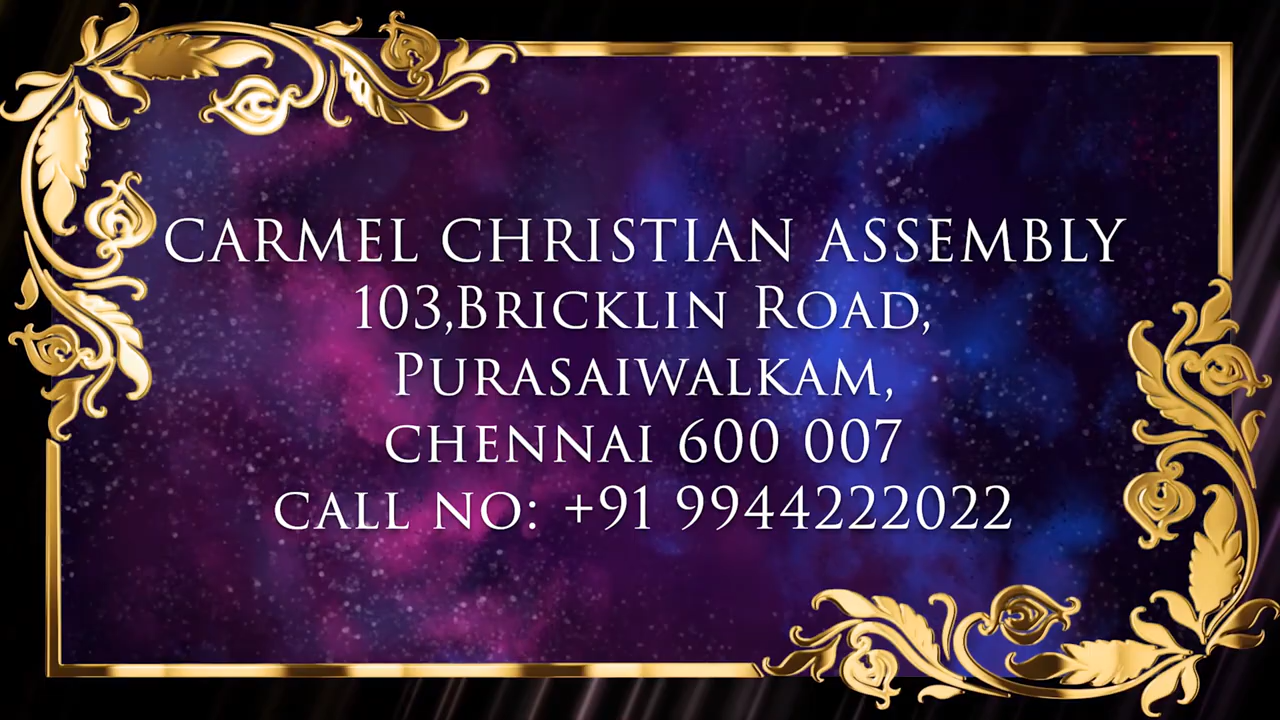 CARMEL CHRISTIAN ASSEMBLY
103,BRICKLIN ROAD,
PURASAIWALKAM,
CHENNAI 600 007
CALL NO: +91 9944222022